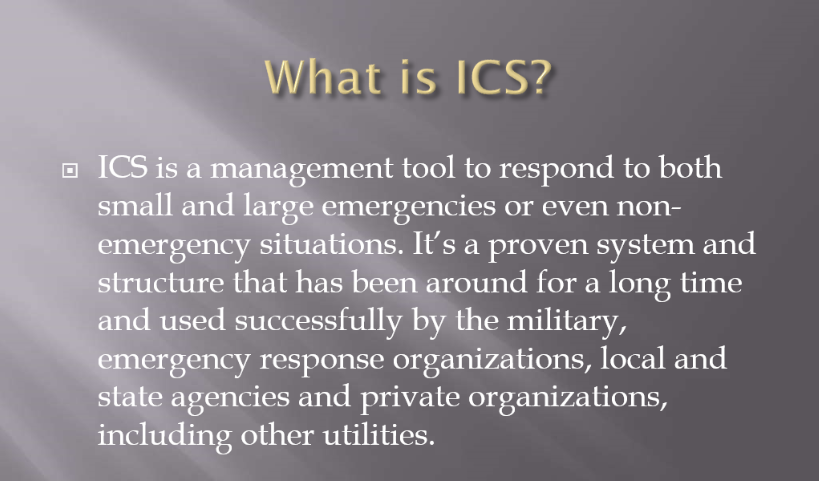 What is ICS?
ICS is a management tool to respond to both
small and large emergencies or even non-
emergency situations. It’s a proven system and
structure that has been around for a long time
and used successfully by the military,
emergency response organizations, local and
state agencies and private organizations,
including other utilities.